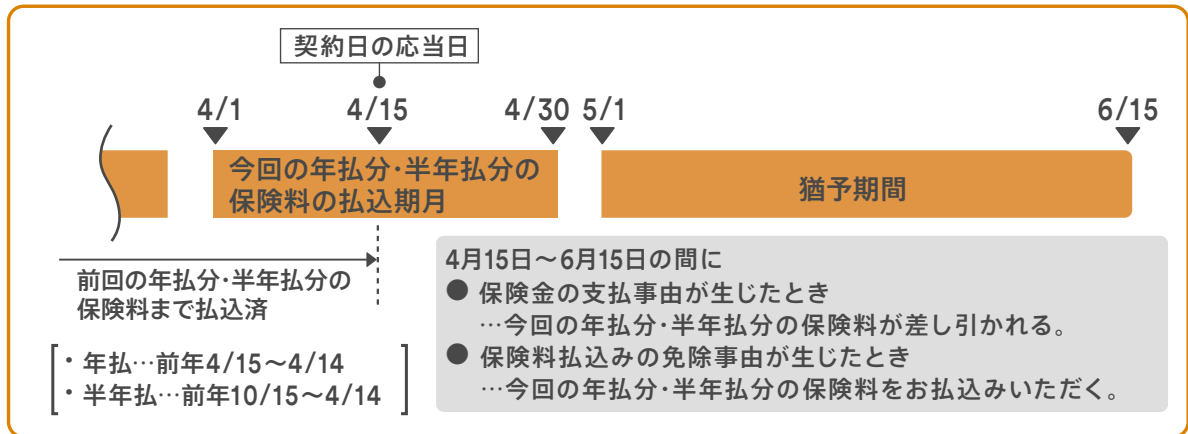 契約日の応当日
4/1
4/15
4/30
5/1
6/15
今回の年払分・半年払分の
保険料の払込期月
猶予期間
前回の年払分・半年払分の
保険料まで払込済
・年払…前年4/15～4/14
・半年払…前年10/15～4/14
4月15日～6月15日の間に
● 保険金の支払事由が生じたとき
…今回の年払分・半年払分の保険料が差し引かれる。
● 保険料払込みの免除事由が生じたとき
…今回の年払分・半年払分の保険料をお払込みいただく。